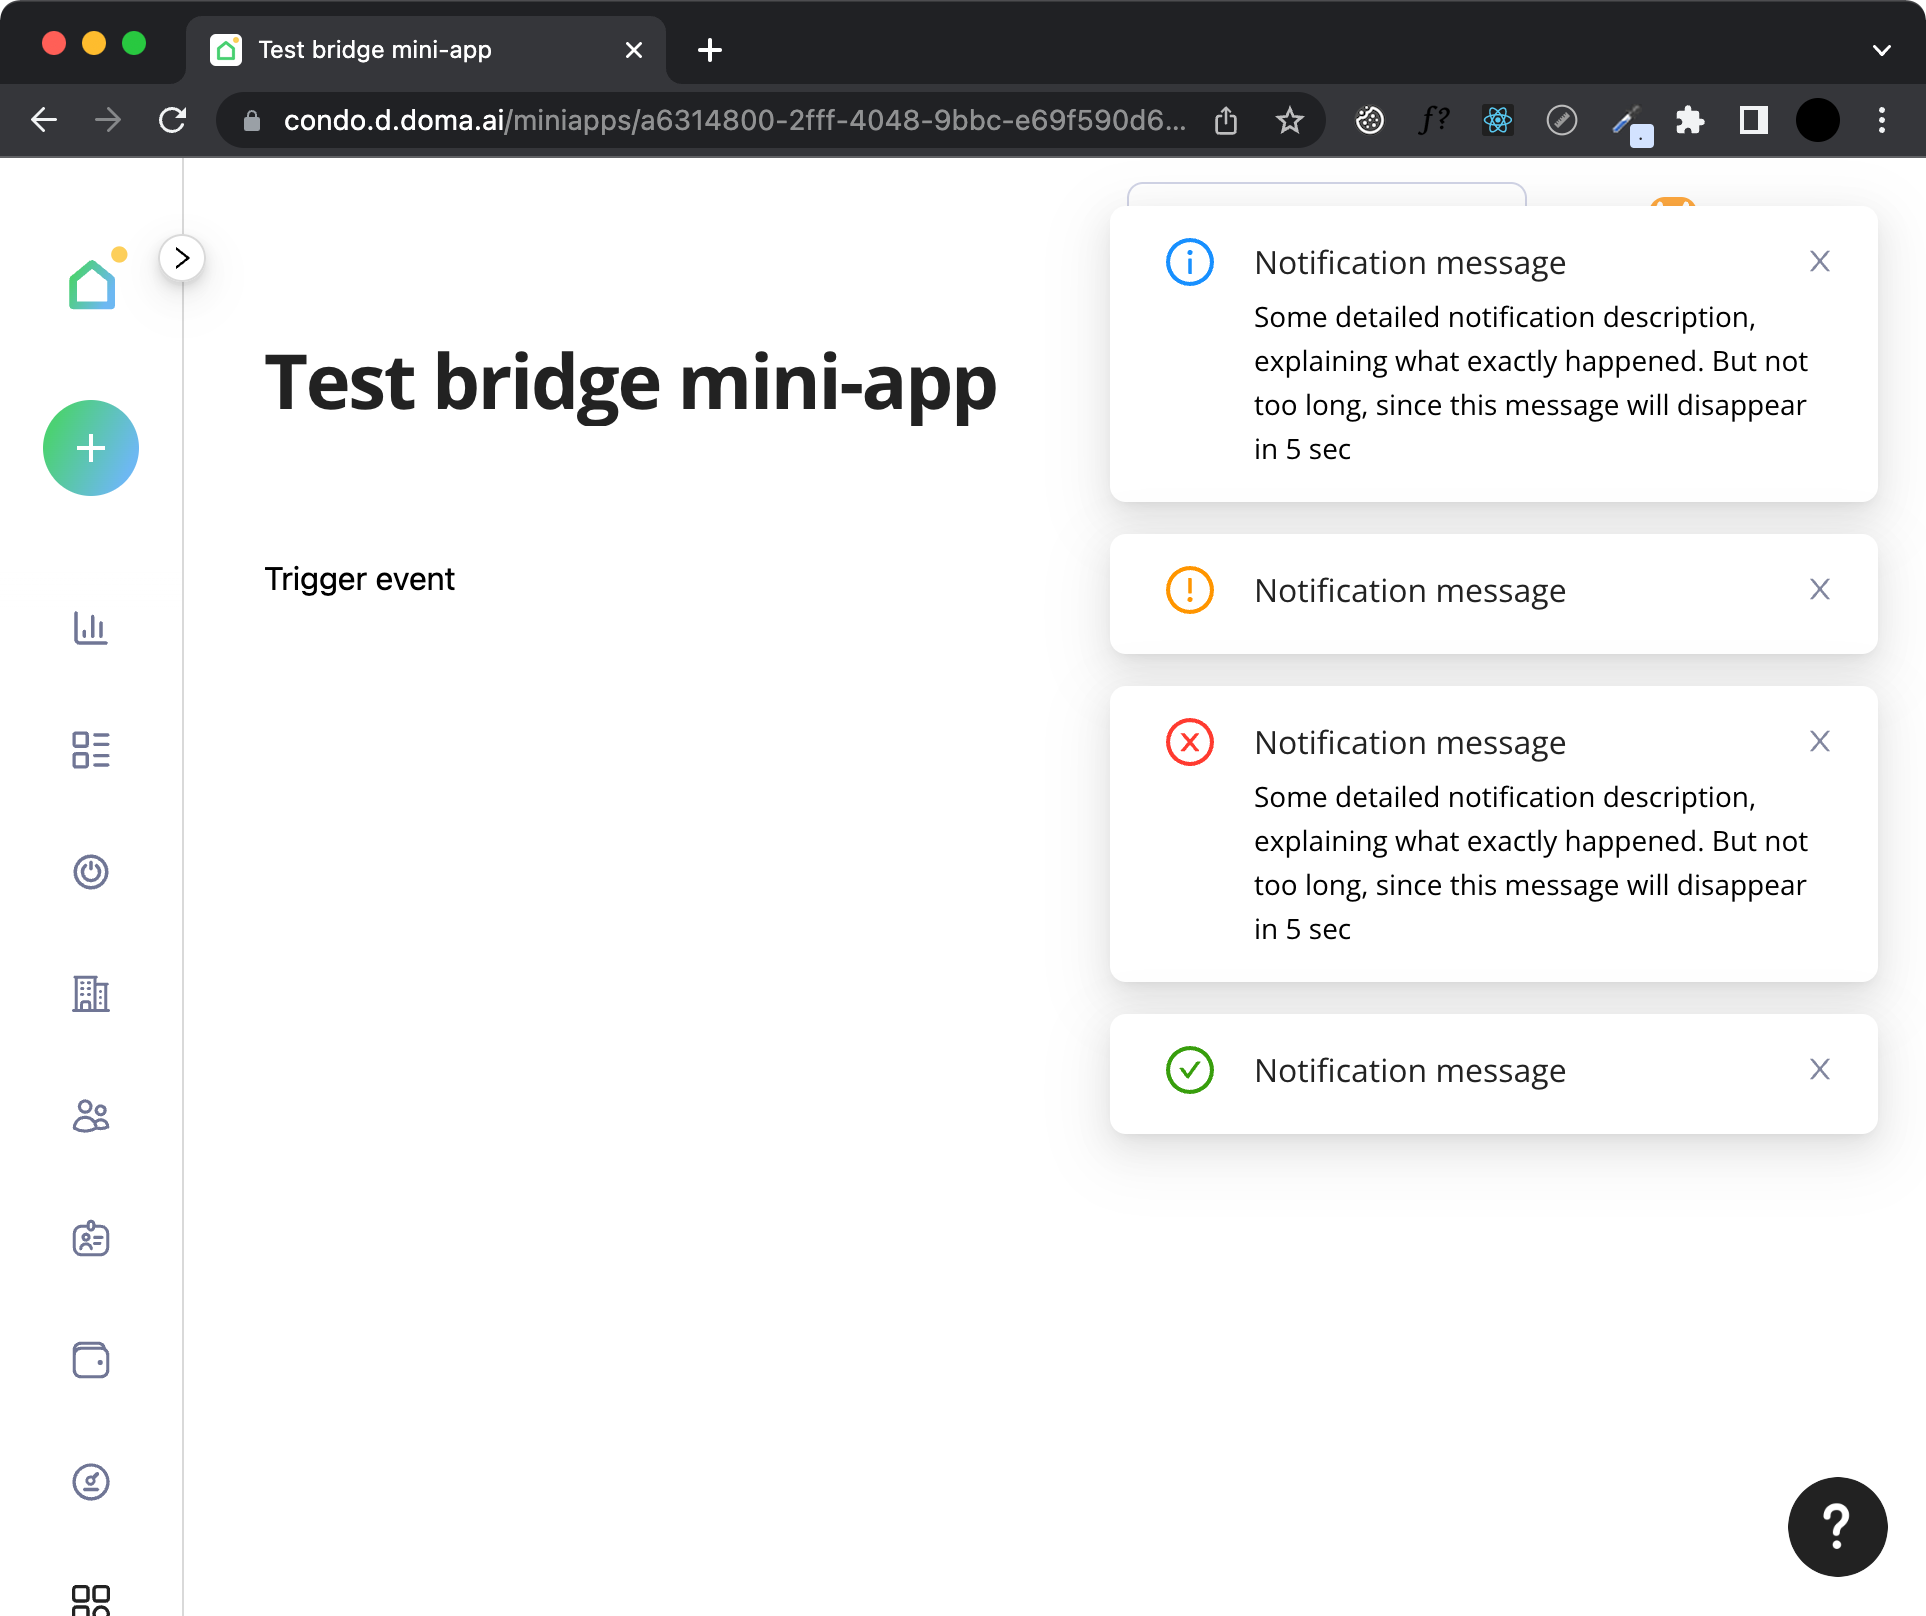 Test bridge mini-app
condo.d.doma.ai/miniapps/a6314800-2fff-4048-9bbc-e69f590d6...
f?
Test bridge mini-app
Trigger event
Notification message
Some detailed notification description,
explaining what exactly happened. But not
too long, since this message will disappear
in 5 sec
Notification message
Notification message
Some detailed notification description,
explaining what exactly happened. But not
too long, since this message will disappear
in 5 sec
Notification message
?